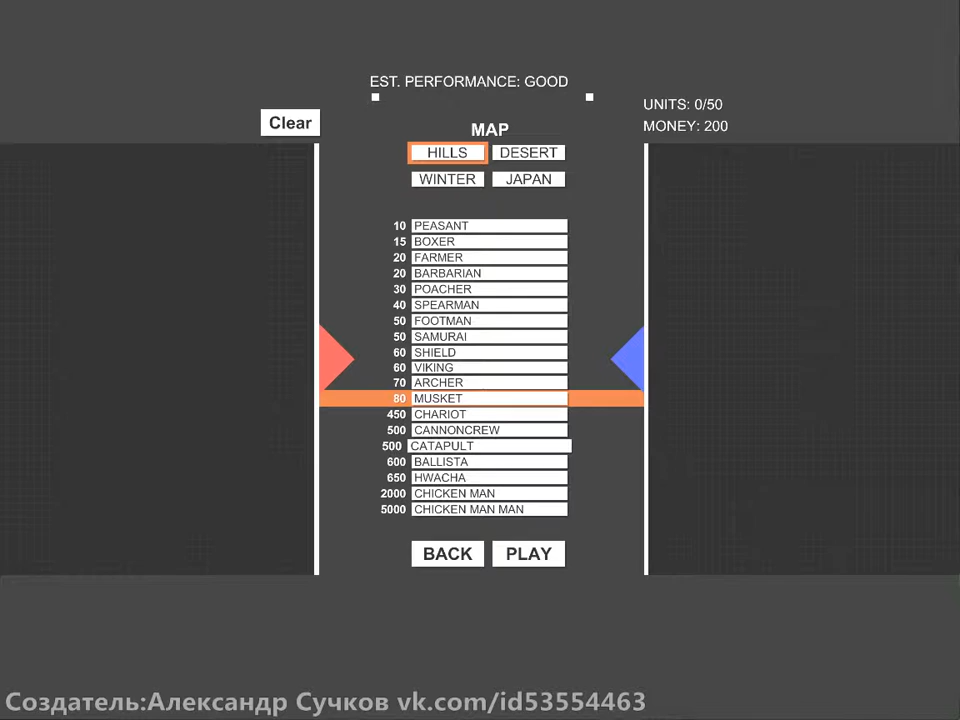 EST. PERFORMANCE: GOOD
UNITS: 0/50
Clear
MONEY: 200
MAP
HILLS DESERT
WINTER JAPAN
10 PEASANT
15 BOXER
20 FARMER
20 BARBARIAN
30 POACHER
40 SPEARMAN
50 FOOTMAN
50 SAMURAI
60 SHIELD
60 VIKING
70 ARCHER
80 MUSKET
450 CHARIOT
500 CANNONCREW
500 CATAPULT
600 BALLISTA
650 HWACHA
2000 CHICKEN MAN
5000 CHICKEN MAN MAN
BACK PLAY
Создатель:Александр Сучков vk.com/id53554463